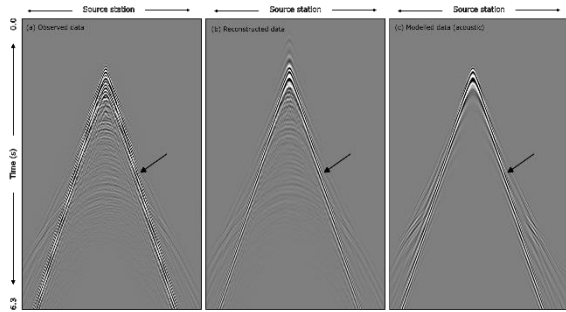 Source station
Source station
Source station
0.0
(a) Observed data
(b) Reconstructed data
(c) Modelled data (acoustic)
Time (s)
6.3